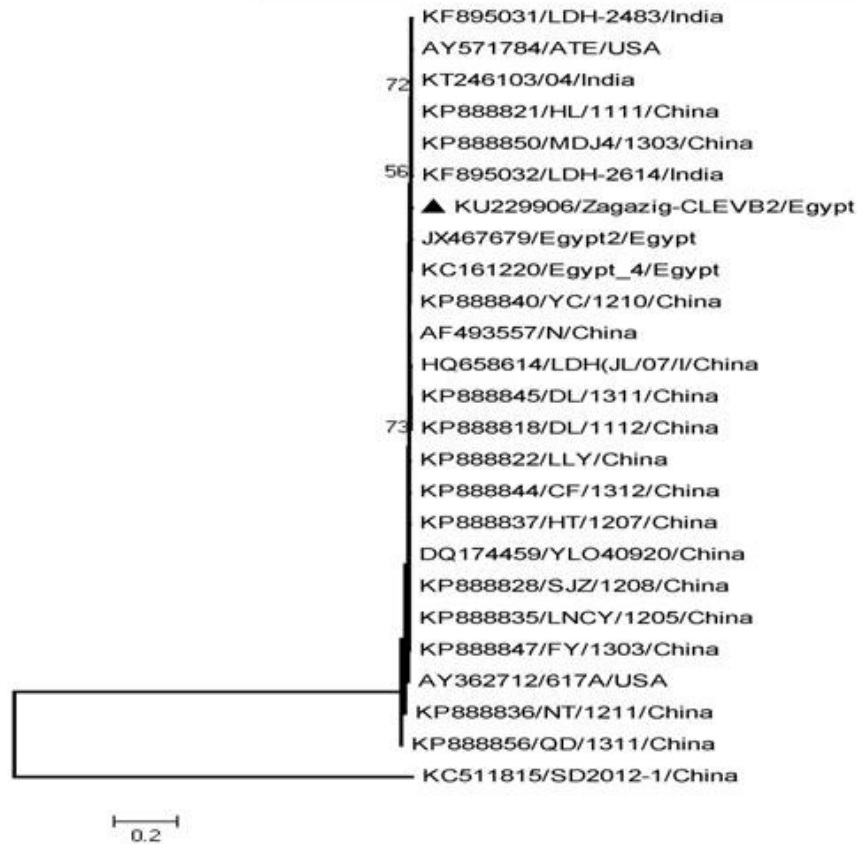 KF895031/LDH-2483/India
AY571784/ATE/USA
72
KT246103/04/India
KP888821/HL/1111/China
KP888850/MDJ4/1303/China
56
KF895032/LDH-2614/India
▲ KU229906/Zagazig-CLEVB2/Egypt
JX467679/Egypt2/Egypt
KC161220/Egypt_4/Egypt
KP888840/YC/1210/China
AF493557/N/China
HQ658614/LDH(JL/07/I/China
KP888845/DL/1311/China
73
KP888818/DL/1112/China
KP888822/LLY/China
KP888844/CF/1312/China
KP888837/HT/1207/China
DQ174459/YLO40920/China
KP888828/SJZ/1208/China
KP888835/LNCY/1205/China
KP888847/FY/1303/China
AY362712/617A/USA
KP888836/NT/1211/China
KP888856/QD/1311/China
KC511815/SD2012-1/China
0.2